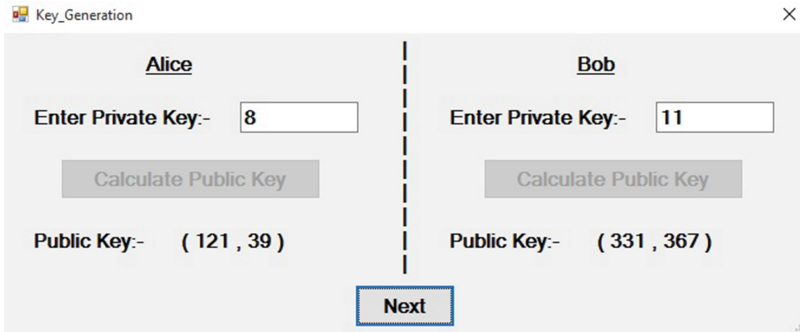 Key_Generation
Alice
Enter Private Key:- 8
Calculate Public Key
Public Key:- ( 121 , 39 )
Bob
Enter Private Key:- 11
Calculate Public Key
Public Key:- ( 331 , 367 )
Next